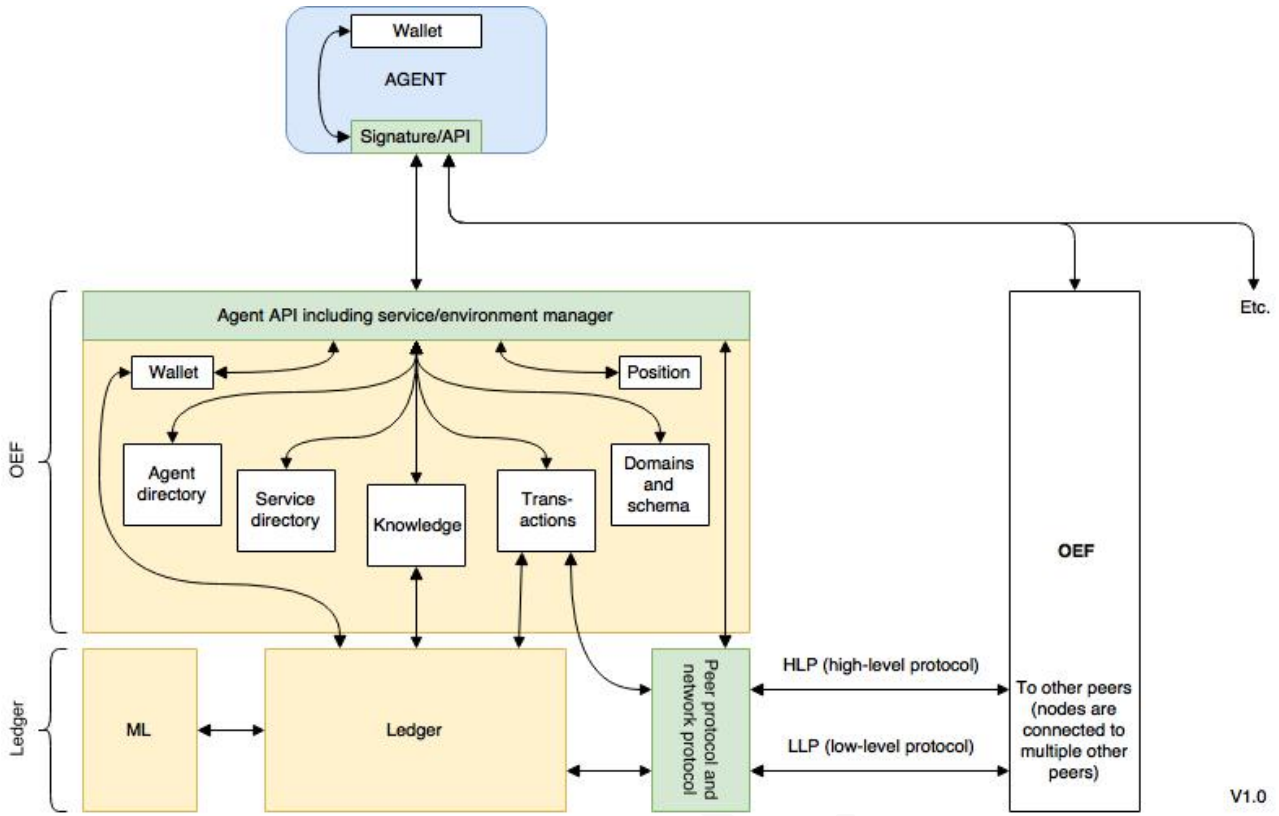 Wallet
AGENT
Signature/API
Agent API including service/environment manager
Etc.
Wallet
Position
OEF
Agent
directory
Service
directory
Knowledge
Trans-
actions
Domains
and
schema
OEF
Ledger
ML
Ledger
Peer protocol and
network protocol
HLP (high-level protocol)
LLP (low-level protocol)
To other peers
(nodes are
connected to
multiple other
peers)
V1.0